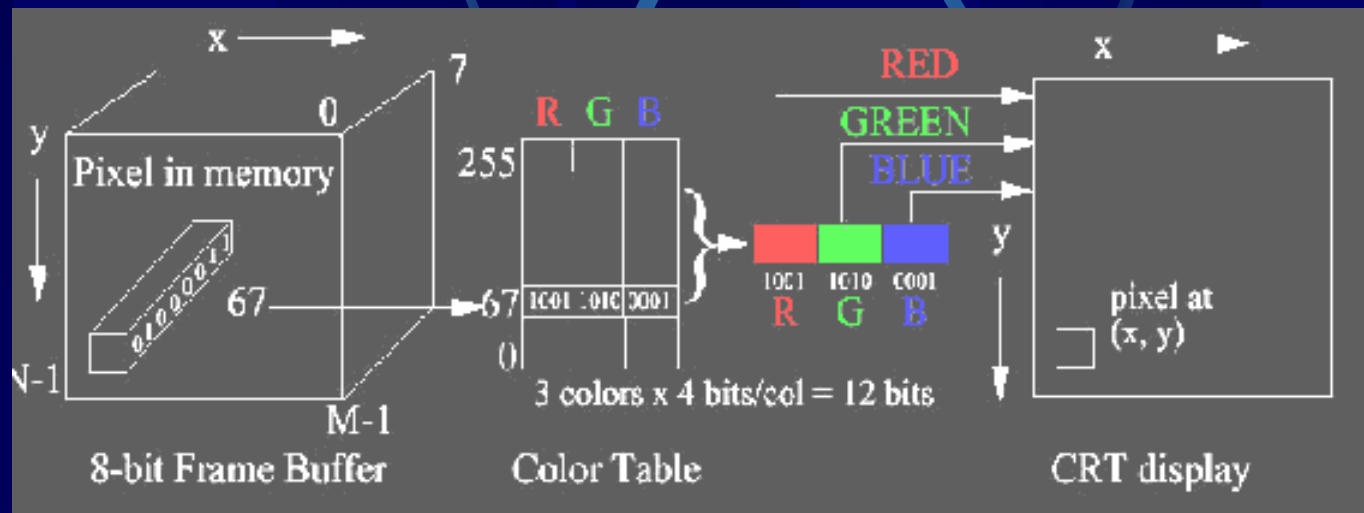 x
7
0
y
Pixel in memory
01000011
67
N-1
M-1
8-bit Frame Buffer
R G B
255
67 1001 1010 0001
0
3 colors x 4 bits/col = 12 bits
Color Table
RED
GREEN
BLUE
1001 1010 0001
R G B
x
y
pixel at
(x, y)
CRT display